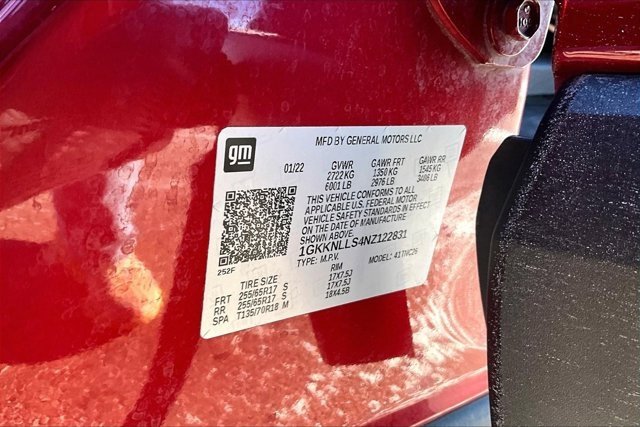 gm
MFD BY GENERAL MOTORS LLC
01/22 GVWR GAWR FRT GAWR RR
2722 KG 1350 KG 1545 KG
6001 LB 2976 LB 3406 LB
THIS VEHICLE CONFORMS TO ALL
APPLICABLE U.S. FEDERAL MOTOR
VEHICLE SAFETY STANDARDS IN EFFECT
ON THE DATE OF MANUFACTURE
SHOWN ABOVE.
1GKKNLLS4NZ122831
252F TYPE: M.P.V. MODEL:
TIRE SIZE RIM
FRT 255/65R17 S 17X7.5J
RR 255/65R17 S 17X7.5J
SPA T135/70R18 M 18X4.5B